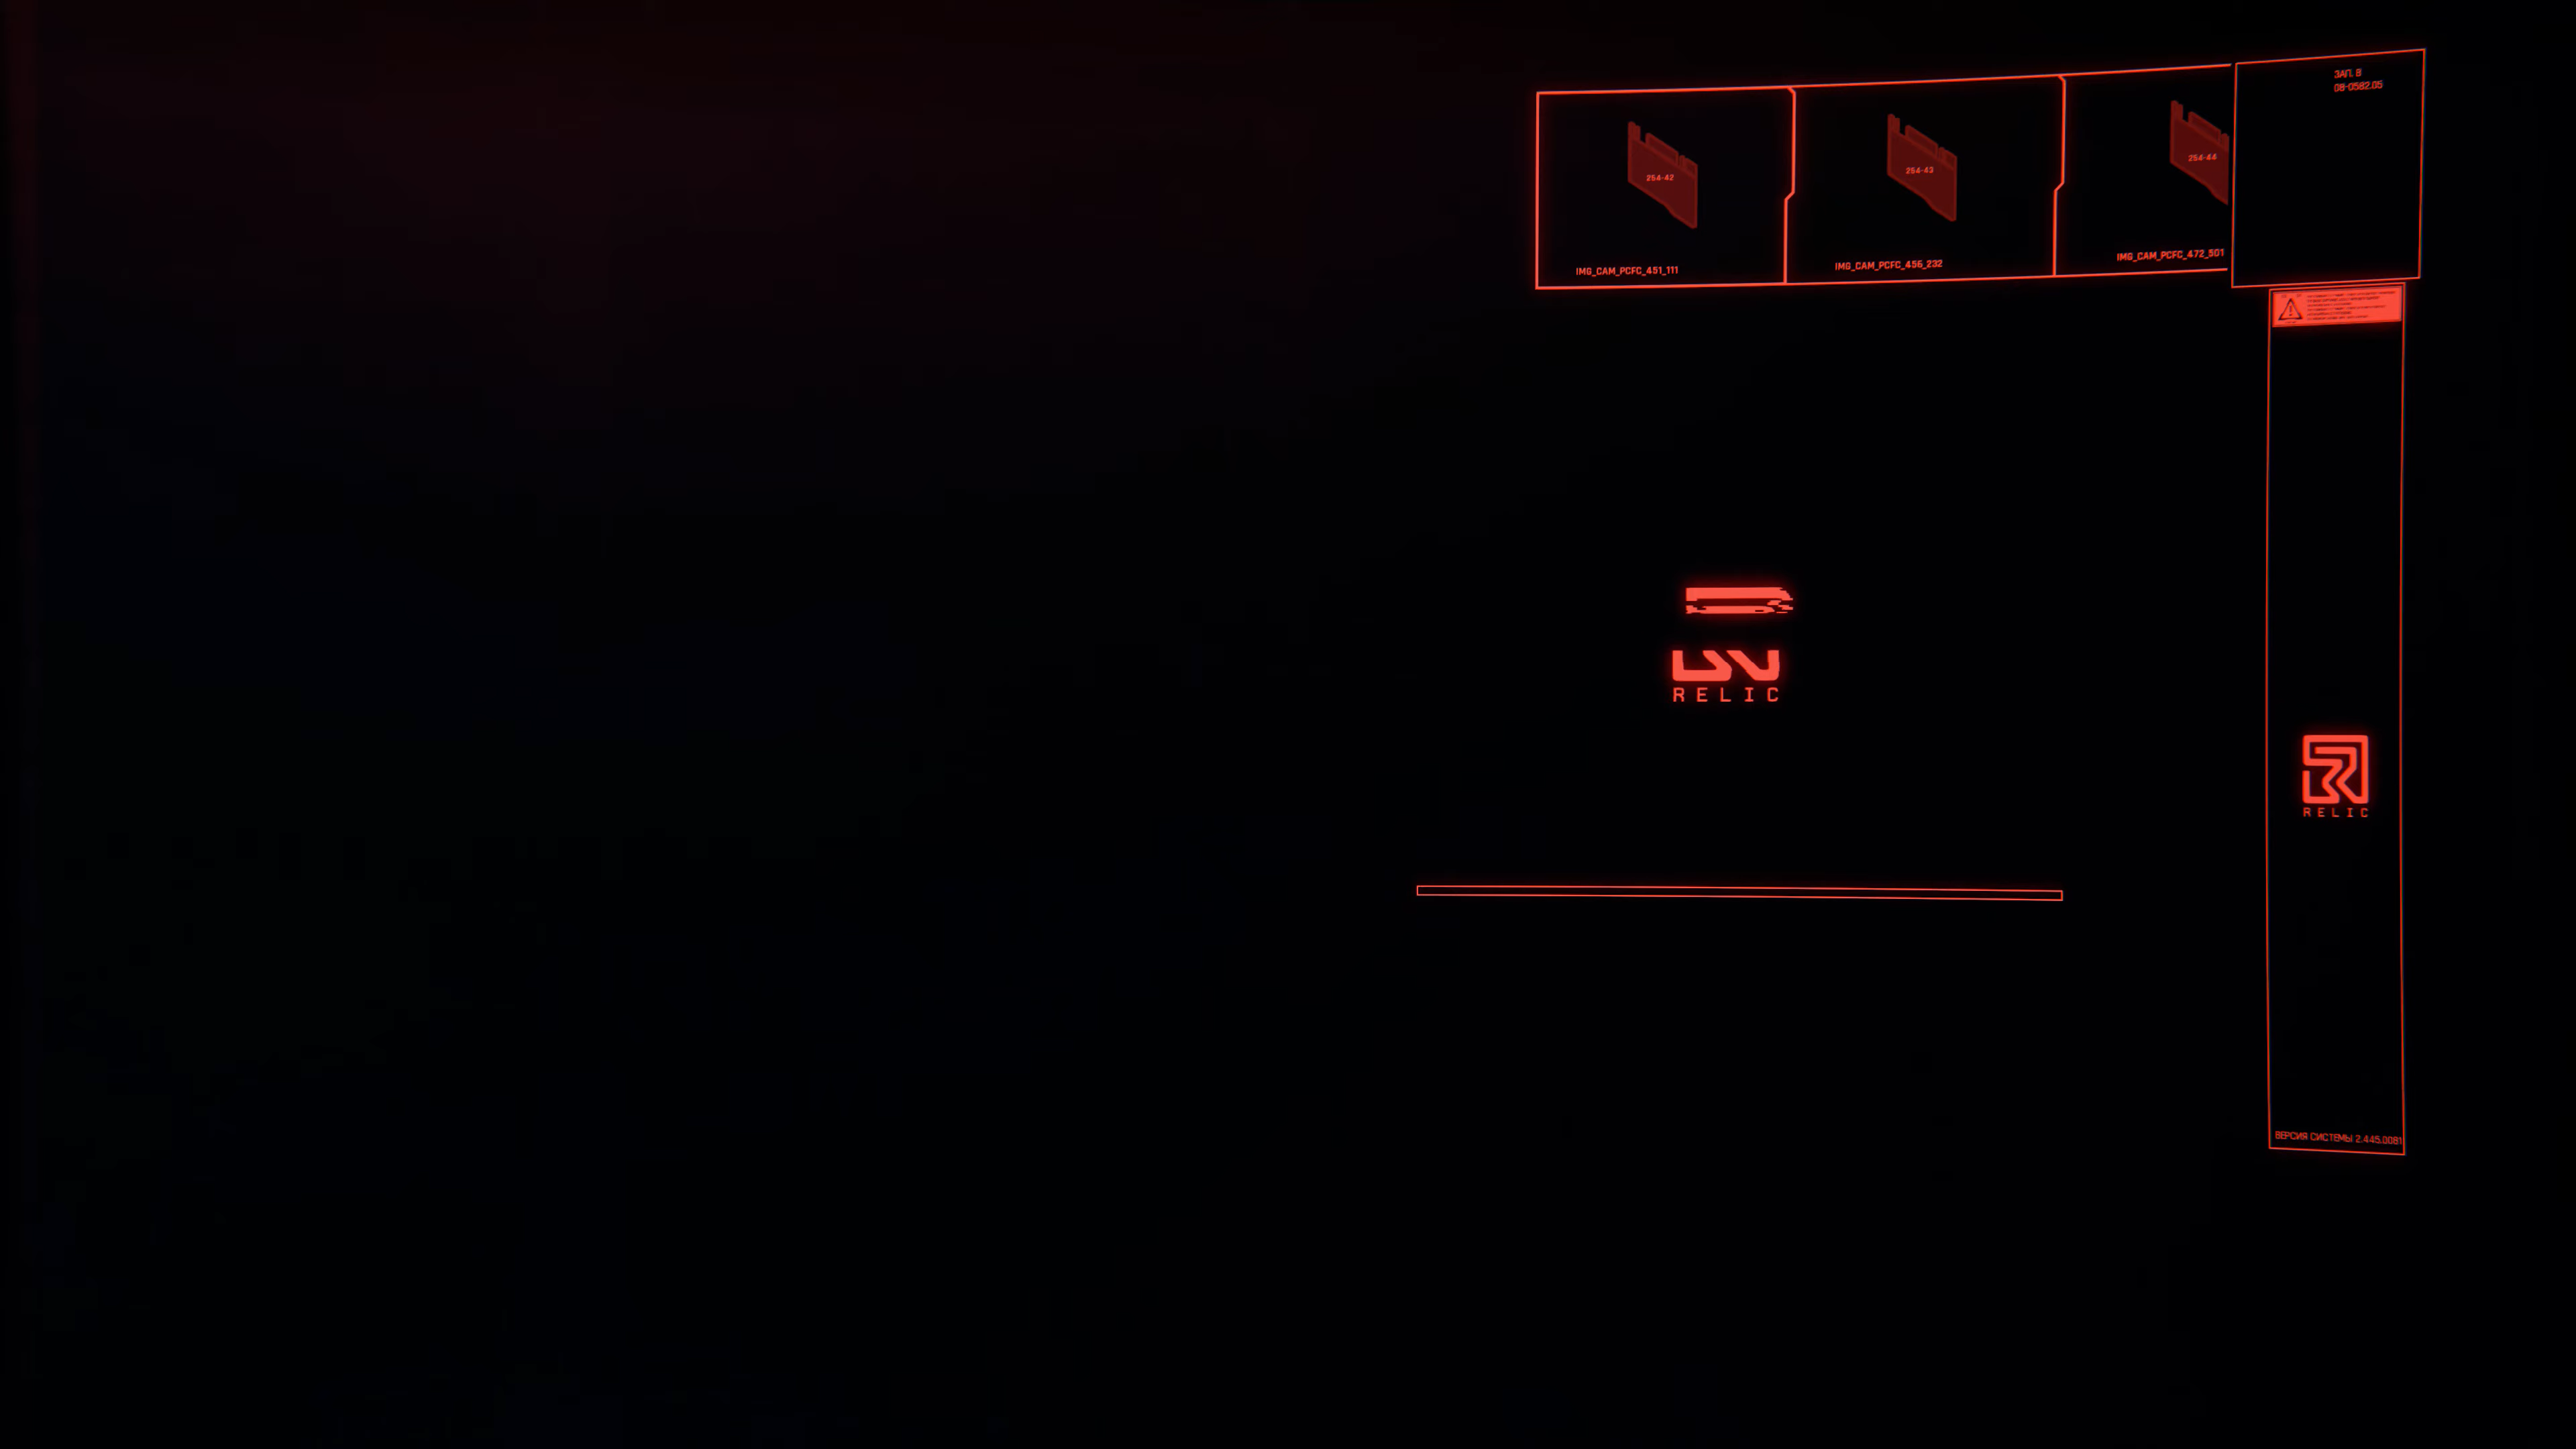 254-42
254-43
254-44
IMG_CAM_PCFC_451_111
IMG_CAM_PCFC_456_232
IMG_CAM_PCFC_472_501
ЗАП. В
08-0582.05
RELIC
RELIC
ВЕРСИЯ СИСТЕМЫ 2.445.0081